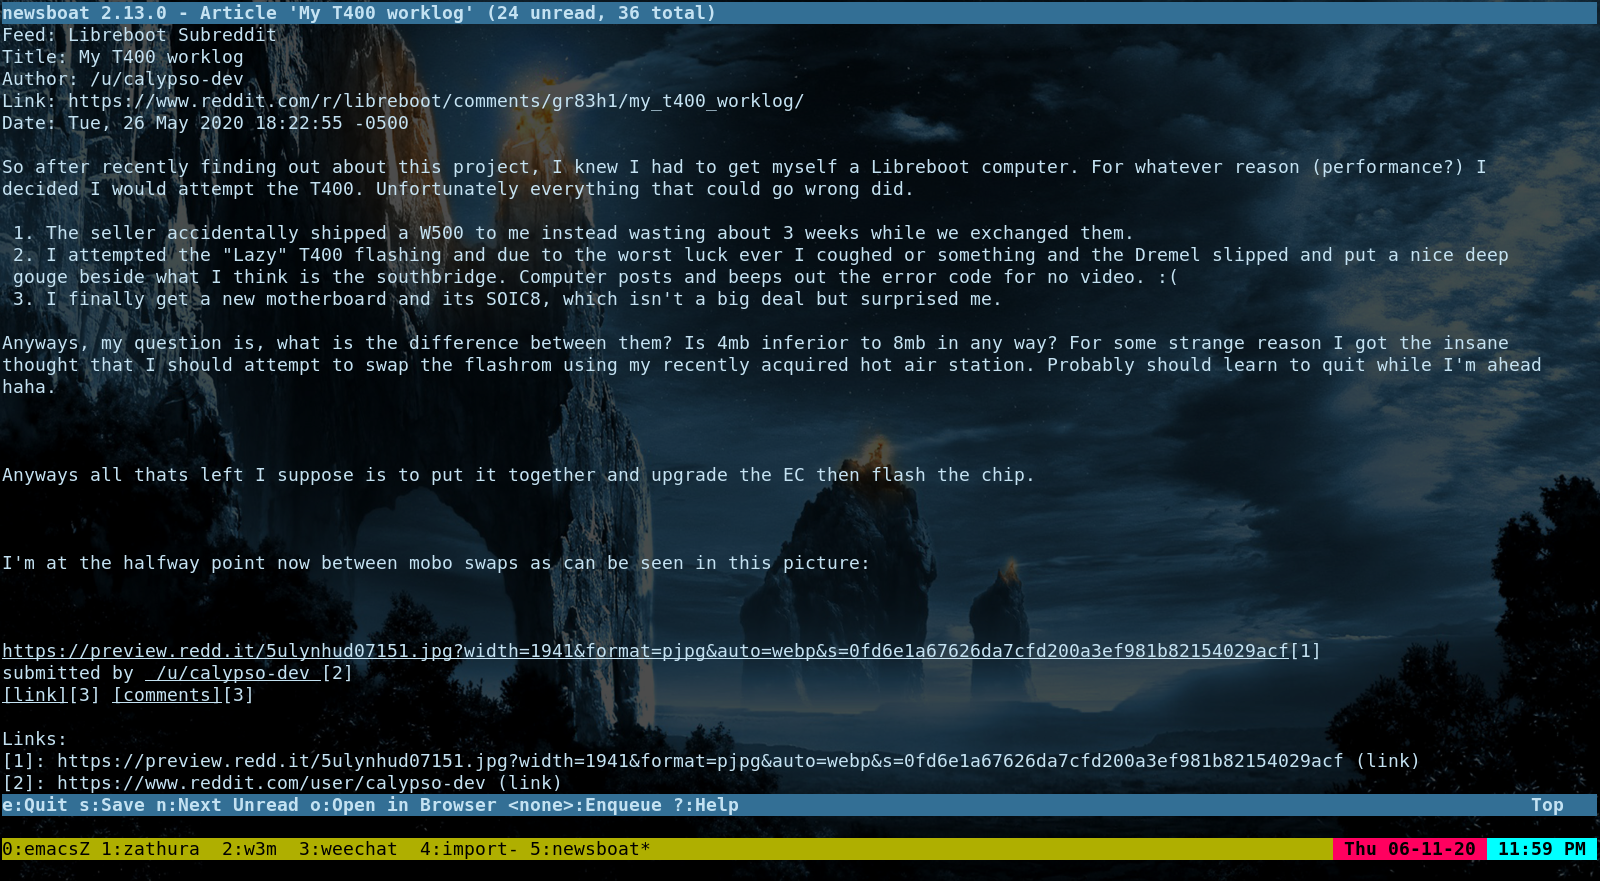 newsboat 2.13.0 - Article 'My T400 worklog' (24 unread, 36 total)
Feed: Libreboot Subreddit
Title: My T400 worklog
Author: /u/calypso-dev
Link: https://www.reddit.com/r/libreboot/comments/gr83h1/my_t400_worklog/
Date: Tue, 26 May 2020 18:22:55 -0500
So after recently finding out about this project, I knew I had to get myself a Libreboot computer. For whatever reason (performance?) I
decided I would attempt the T400. Unfortunately everything that could go wrong did.
1. The seller accidentally shipped a W500 to me instead wasting about 3 weeks while we exchanged them.
2. I attempted the "Lazy" T400 flashing and due to the worst luck ever I coughed or something and the Dremel slipped and put a nice deep
gouge beside what I think is the southbridge. Computer posts and beeps out the error code for no video. :(
3. I finally get a new motherboard and its SOIC8, which isn't a big deal but surprised me.
Anyways, my question is, what is the difference between them? Is 4mb inferior to 8mb in any way? For some strange reason I got the insane
thought that I should attempt to swap the flashrom using my recently acquired hot air station. Probably should learn to quit while I'm ahead
haha.
Anyways all thats left I suppose is to put it together and upgrade the EC then flash the chip.
I'm at the halfway point now between mobo swaps as can be seen in this picture:
https://preview.redd.it/5ulynhud07151.jpg?width=1941&format=pjpg&auto=webp&s=0fd6e1a67626da7cfd200a3ef981b82154029acf[1]
submitted by  /u/calypso-dev [2]
[link][3] [comments][3]
Links:
[1]: https://preview.redd.it/5ulynhud07151.jpg?width=1941&format=pjpg&auto=webp&s=0fd6e1a67626da7cfd200a3ef981b82154029acf (link)
[2]: https://www.reddit.com/user/calypso-dev (link)
e:Quit s:Save n:Next Unread o:Open in Browser <none>:Enqueue ?:Help Top
0:emacsZ 1:zathura  2:w3m  3:weechat  4:import- 5:newsboat* Thu 06-11-20 11:59 PM